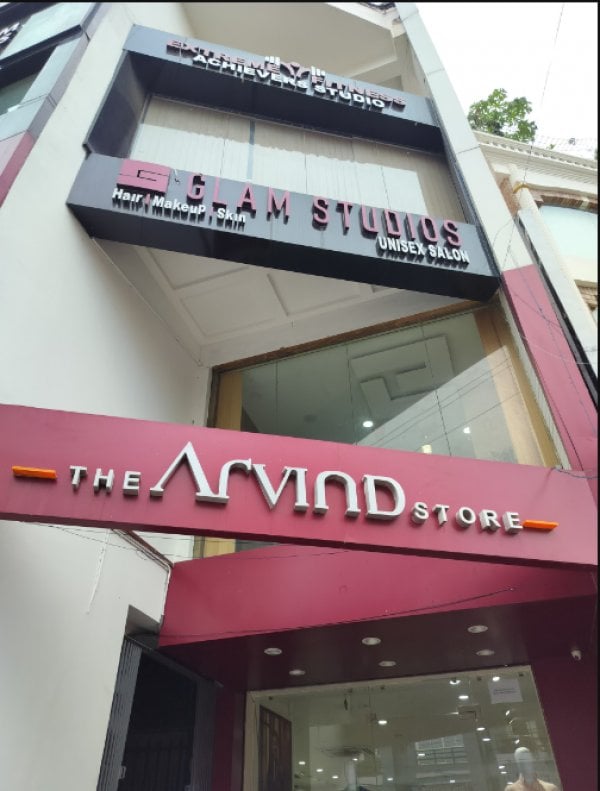 EXTREME FITNESS
ACHIEVERS STUDIO
GLAM STUDIOS
Hair MakeuP Skin
UNISEX SALON
THE ArvinD STORE